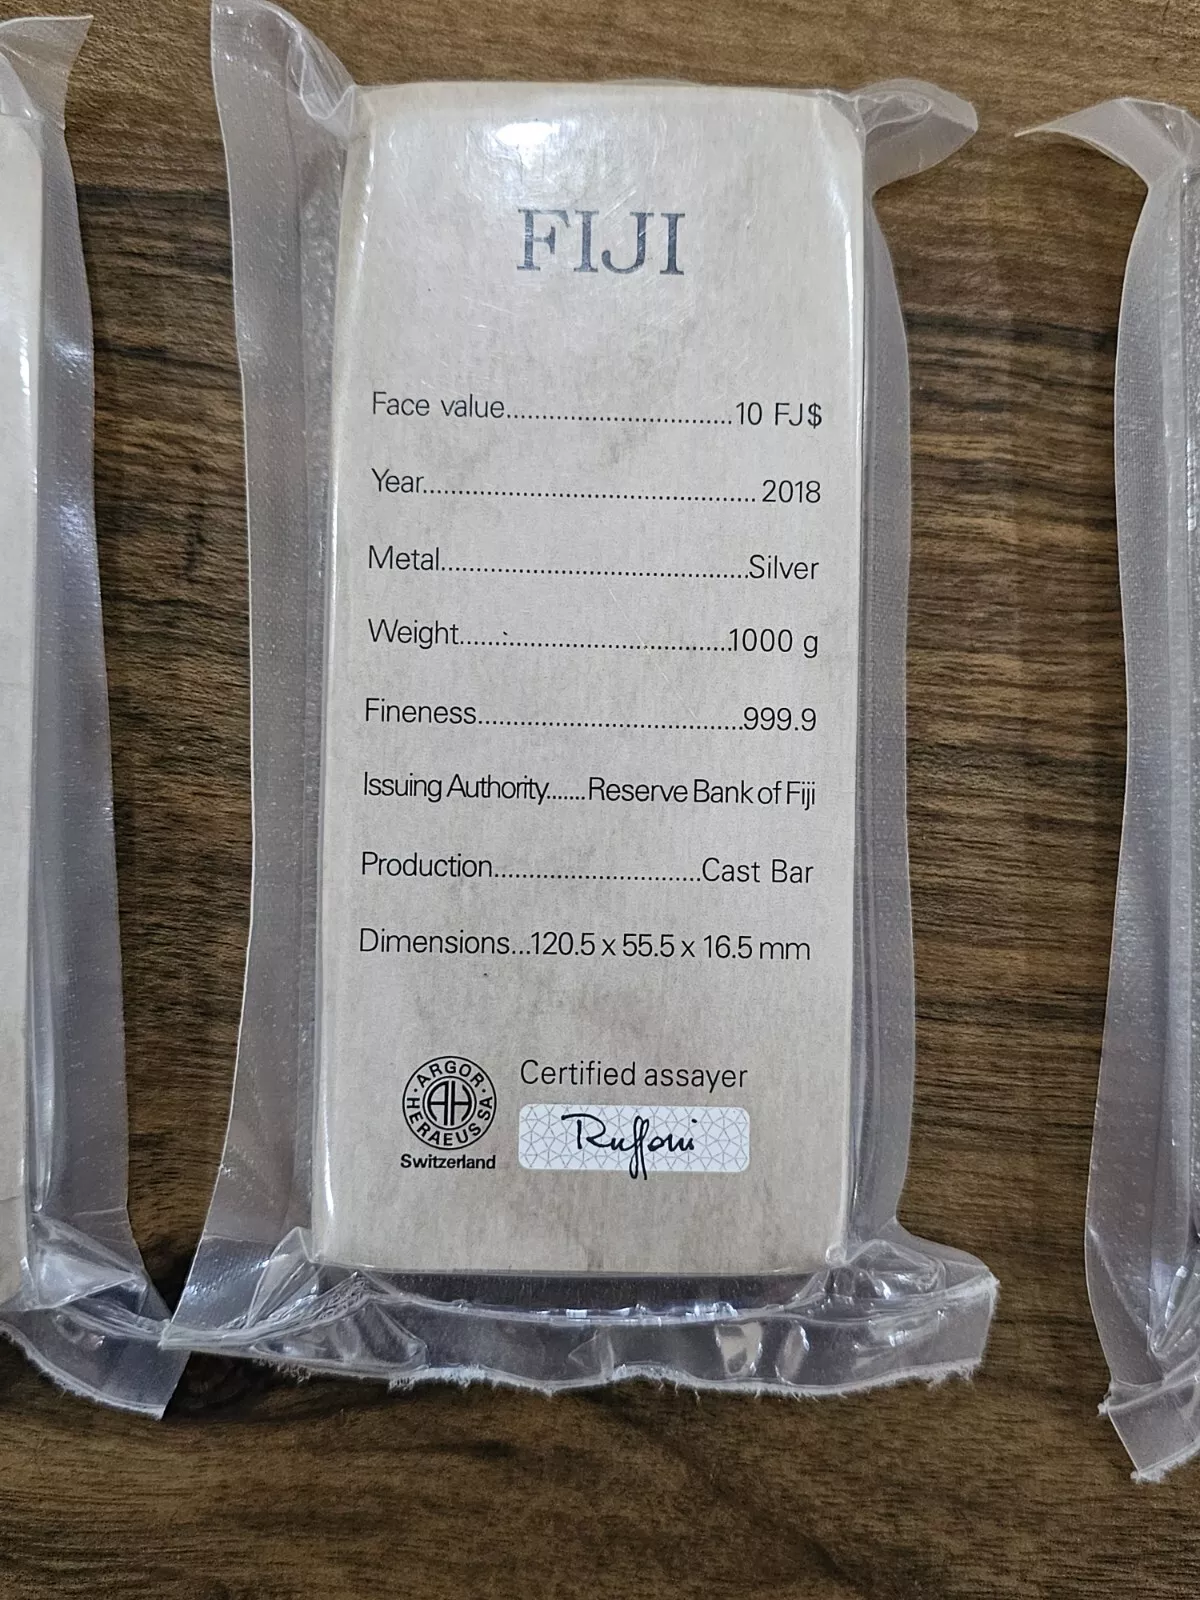 FIJI
Face value................................10 FJ$
Year............................................... 2018
Metal............................................Silver
Weight.......................................1000 g
Fineness......................................999.9
Issuing Authority.......Reserve Bank of Fiji
Production.............................Cast Bar
Dimensions...120.5 x 55.5 x 16.5 mm
ARGOR HERAEUS SA
AH
Switzerland
Certified assayer
Ruffoni